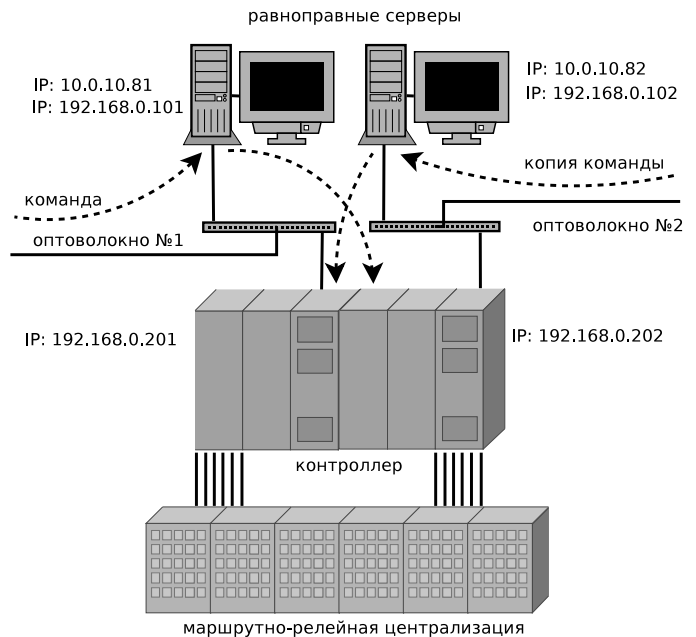 равноправные серверы
IP: 10.0.10.81
IP: 192.168.0.101
IP: 10.0.10.82
IP: 192.168.0.102
команда
копия команды
оптоволокно №1
оптоволокно №2
IP: 192.168.0.201
IP: 192.168.0.202
контроллер
маршрутно-релейная централизация